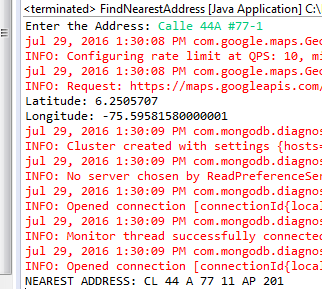 <terminated> FindNearestAddress [Java Application] C:\
Enter the Address: Calle 44A #77-1
jul 29, 2016 1:30:08 PM com.google.maps.Geo
INFO: Configuring rate limit at QPS: 10, mi
jul 29, 2016 1:30:08 PM com.google.maps.Geo
INFO: Request: https://maps.googleapis.com/
Latitude: 6.2505707
Longitude: -75.59581580000001
jul 29, 2016 1:30:09 PM com.mongodb.diagnos
INFO: Cluster created with settings {hosts=
jul 29, 2016 1:30:09 PM com.mongodb.diagnos
INFO: No server chosen by ReadPreferenceSer
jul 29, 2016 1:30:09 PM com.mongodb.diagnos
INFO: Opened connection [connectionId{local
jul 29, 2016 1:30:09 PM com.mongodb.diagnos
INFO: Monitor thread successfully connected
jul 29, 2016 1:30:09 PM com.mongodb.diagnos
INFO: Opened connection [connectionId{local
NEAREST ADDRESS: CL 44 A 77 11 AP 201